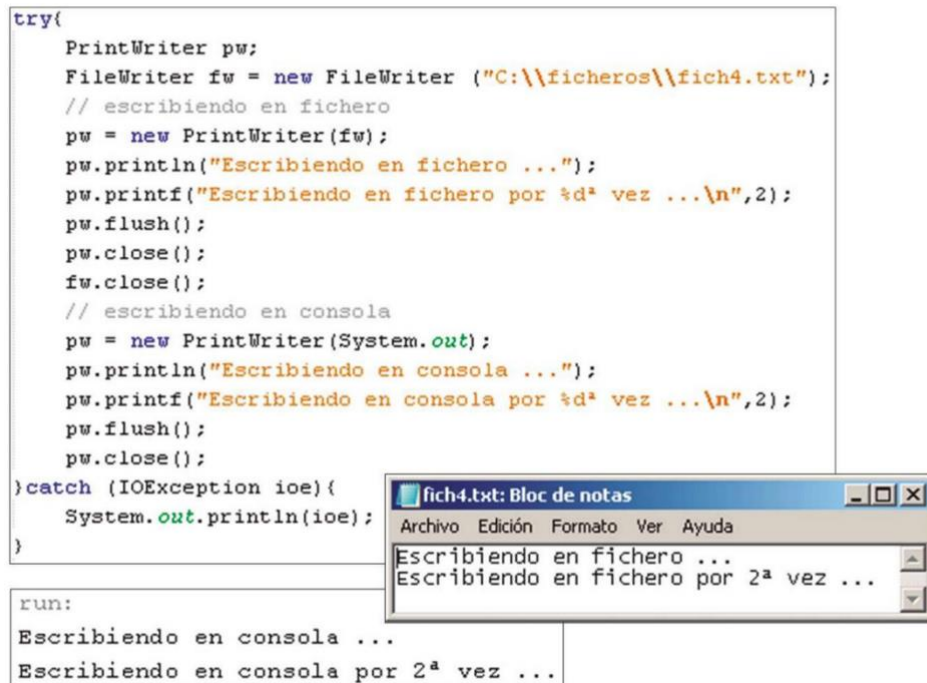 try{
    PrintWriter pw;
    FileWriter fw = new FileWriter ("C:\\ficheros\\fich4.txt");
    // escribiendo en fichero
    pw = new PrintWriter(fw);
    pw.println("Escribiendo en fichero ...");
    pw.printf("Escribiendo en fichero por %dª vez ...\n",2);
    pw.flush();
    pw.close();
    fw.close();
    // escribiendo en consola
    pw = new PrintWriter(System.out);
    pw.println("Escribiendo en consola ...");
    pw.printf("Escribiendo en consola por %dª vez ...\n",2);
    pw.flush();
    pw.close();
}catch (IOException ioe){
    System.out.println(ioe);
}
fich4.txt: Bloc de notas
Archivo Edición Formato Ver Ayuda
Escribiendo en fichero ...
Escribiendo en fichero por 2ª vez ...
run:
Escribiendo en consola ...
Escribiendo en consola por 2ª vez ...